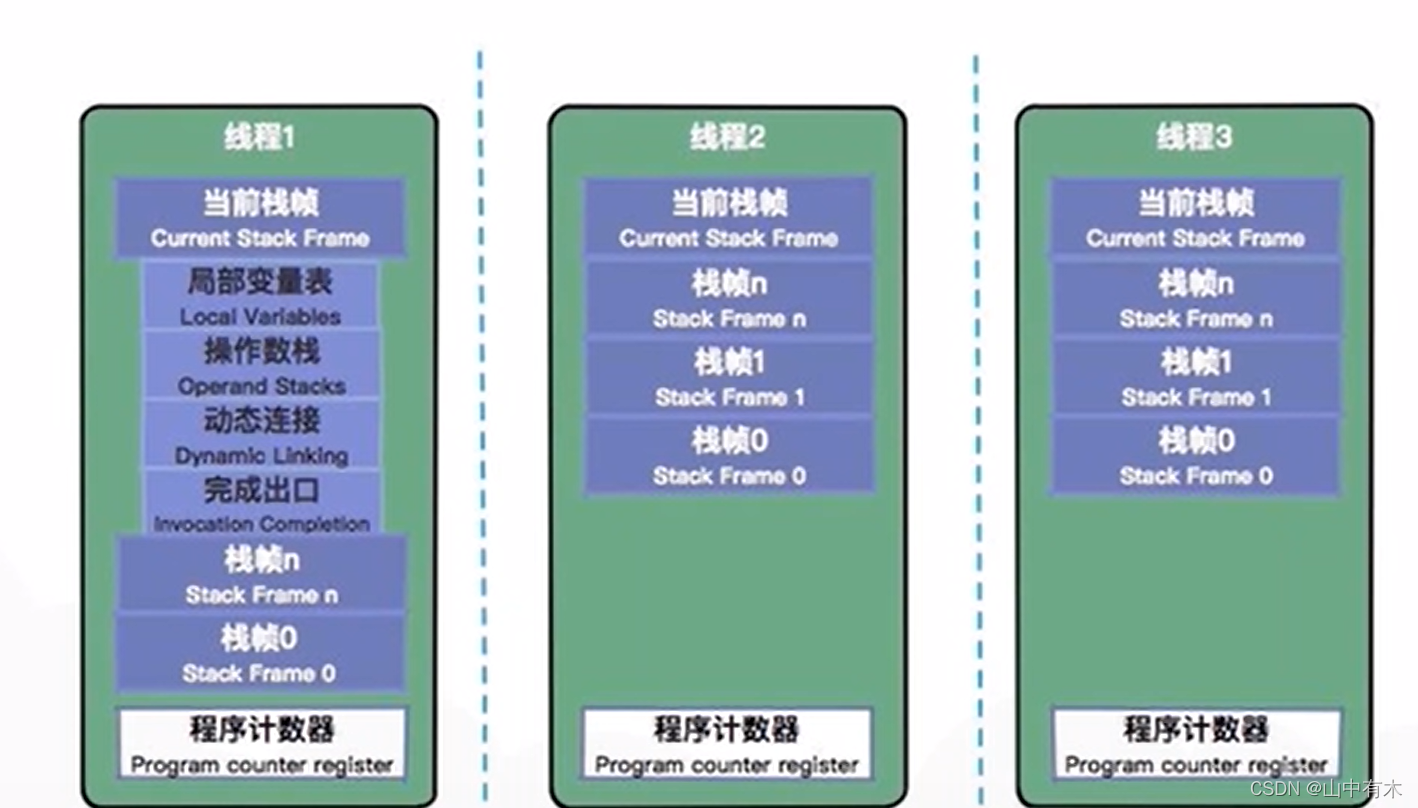 线程1
当前栈帧
Current Stack Frame
局部变量表
Local Variables
操作数栈
Operand Stacks
动态连接
Dynamic Linking
完成出口
Invocation Completion
栈帧n
Stack Frame n
栈帧0
Stack Frame 0
程序计数器
Program counter register
线程2
当前栈帧
Current Stack Frame
栈帧n
Stack Frame n
栈帧1
Stack Frame 1
栈帧0
Stack Frame 0
程序计数器
Program counter register
线程3
当前栈帧
Current Stack Frame
栈帧n
Stack Frame n
栈帧1
Stack Frame 1
栈帧0
Stack Frame 0
程序计数器
Program counter register
CSDN @山中有木